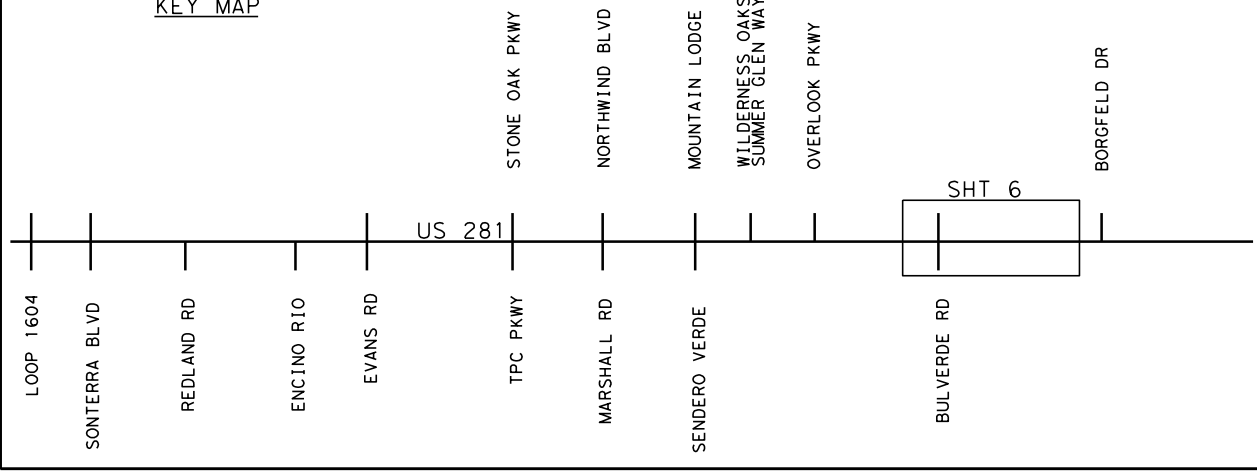 KEY MAP
STONE OAK PKWY
NORTHWIND BLVD
MOUNTAIN LODGE
WILDERNESS OAKS
SUMMER GLEN WAY
OVERLOOK PKWY
BORGFELD DR
SHT 6
US 281
LOOP 1604
SONTERRA BLVD
REDLAND RD
ENCINO RIO
EVANS RD
TPC PKWY
MARSHALL RD
SENDERO VERDE
BULVERDE RD